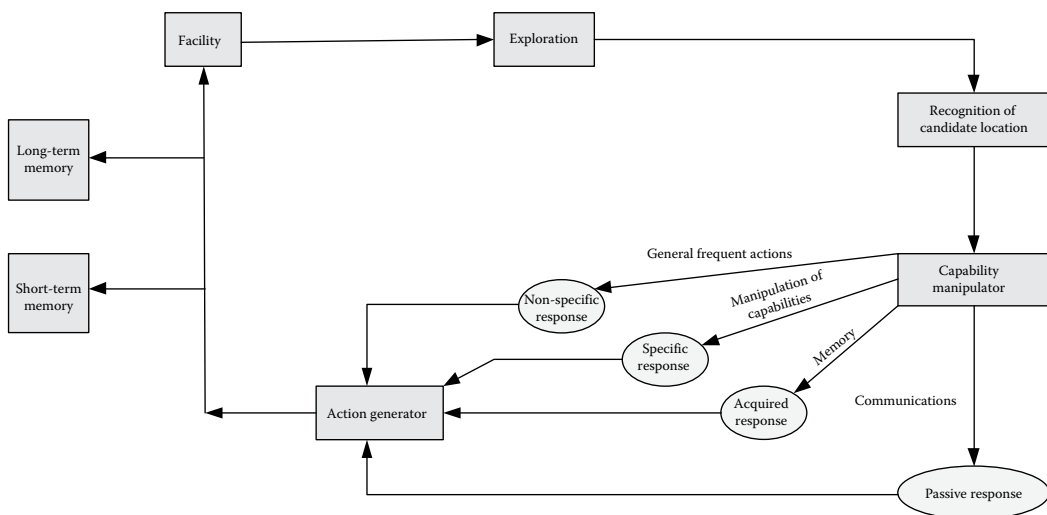 Facility
Exploration
Recognition of
candidate location
Long-term
memory
General frequent actions
Capability
manipulator
Short-term
memory
Non-specific
response
Manipulation of
capabilities
Specific
response
Memory
Action generator
Acquired
response
Communications
Passive response